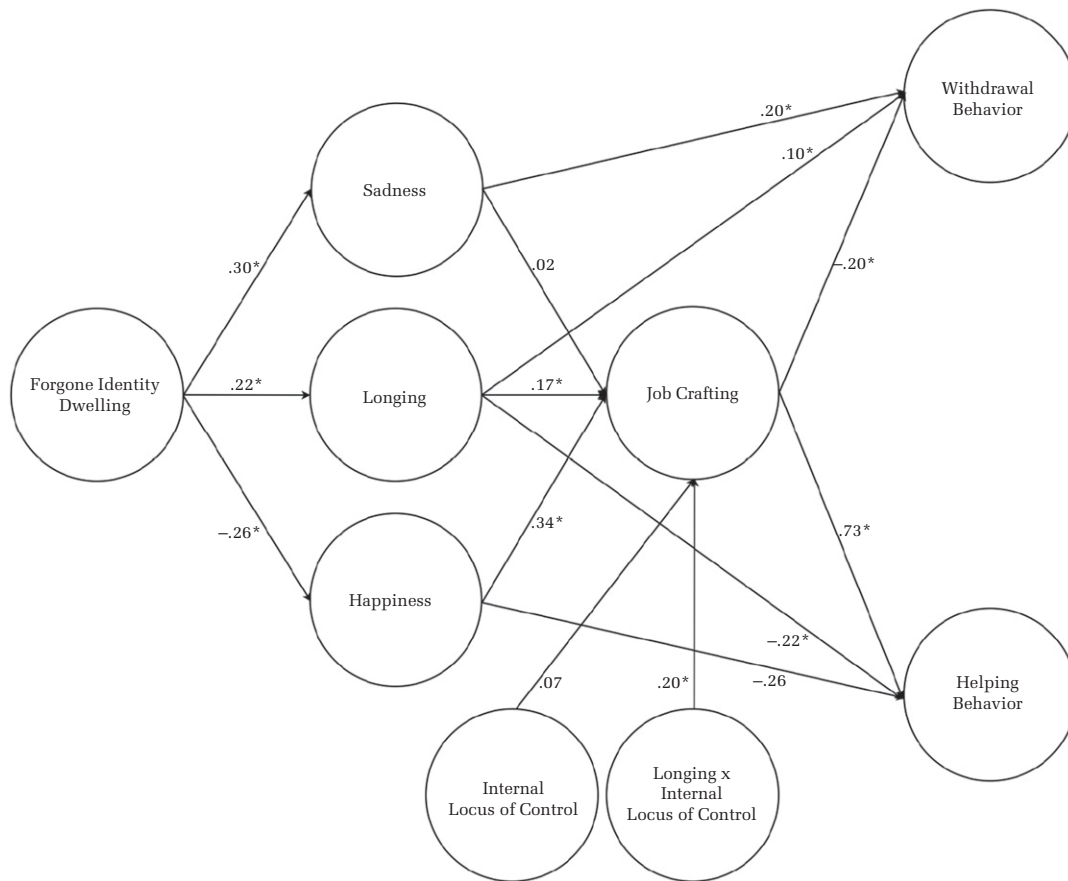 Withdrawal
Behavior
.20*
.10*
Sadness
.30*
.02
−.20*
Forgone Identity
Dwelling
.22*
Longing
.17*
Job Crafting
−.26*
.34*
.73*
Happiness
−.22*
−.26
.07
.20*
Helping
Behavior
Internal
Locus of Control
Longing x
Internal
Locus of Control